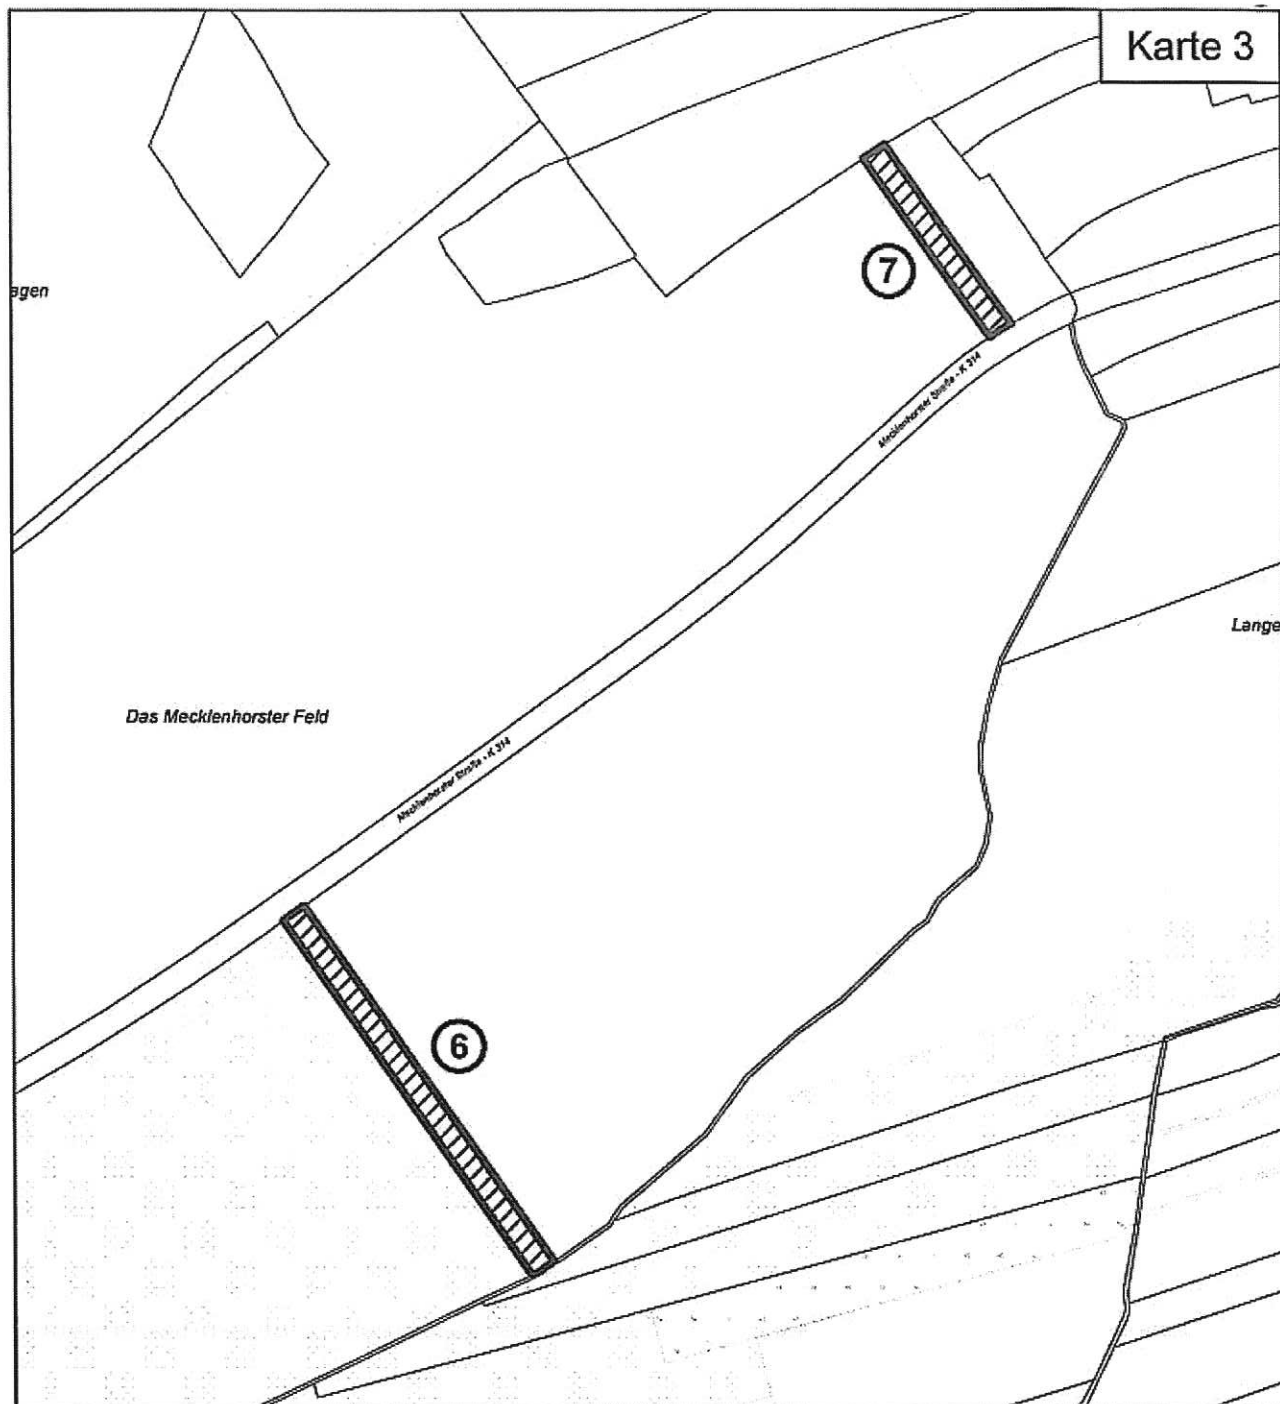 Karte 3
agen
7
Mecklenhorster Straße - K 314
Lange
Das Mecklenhorster Feld
Mecklenhorster Straße - K 314
6